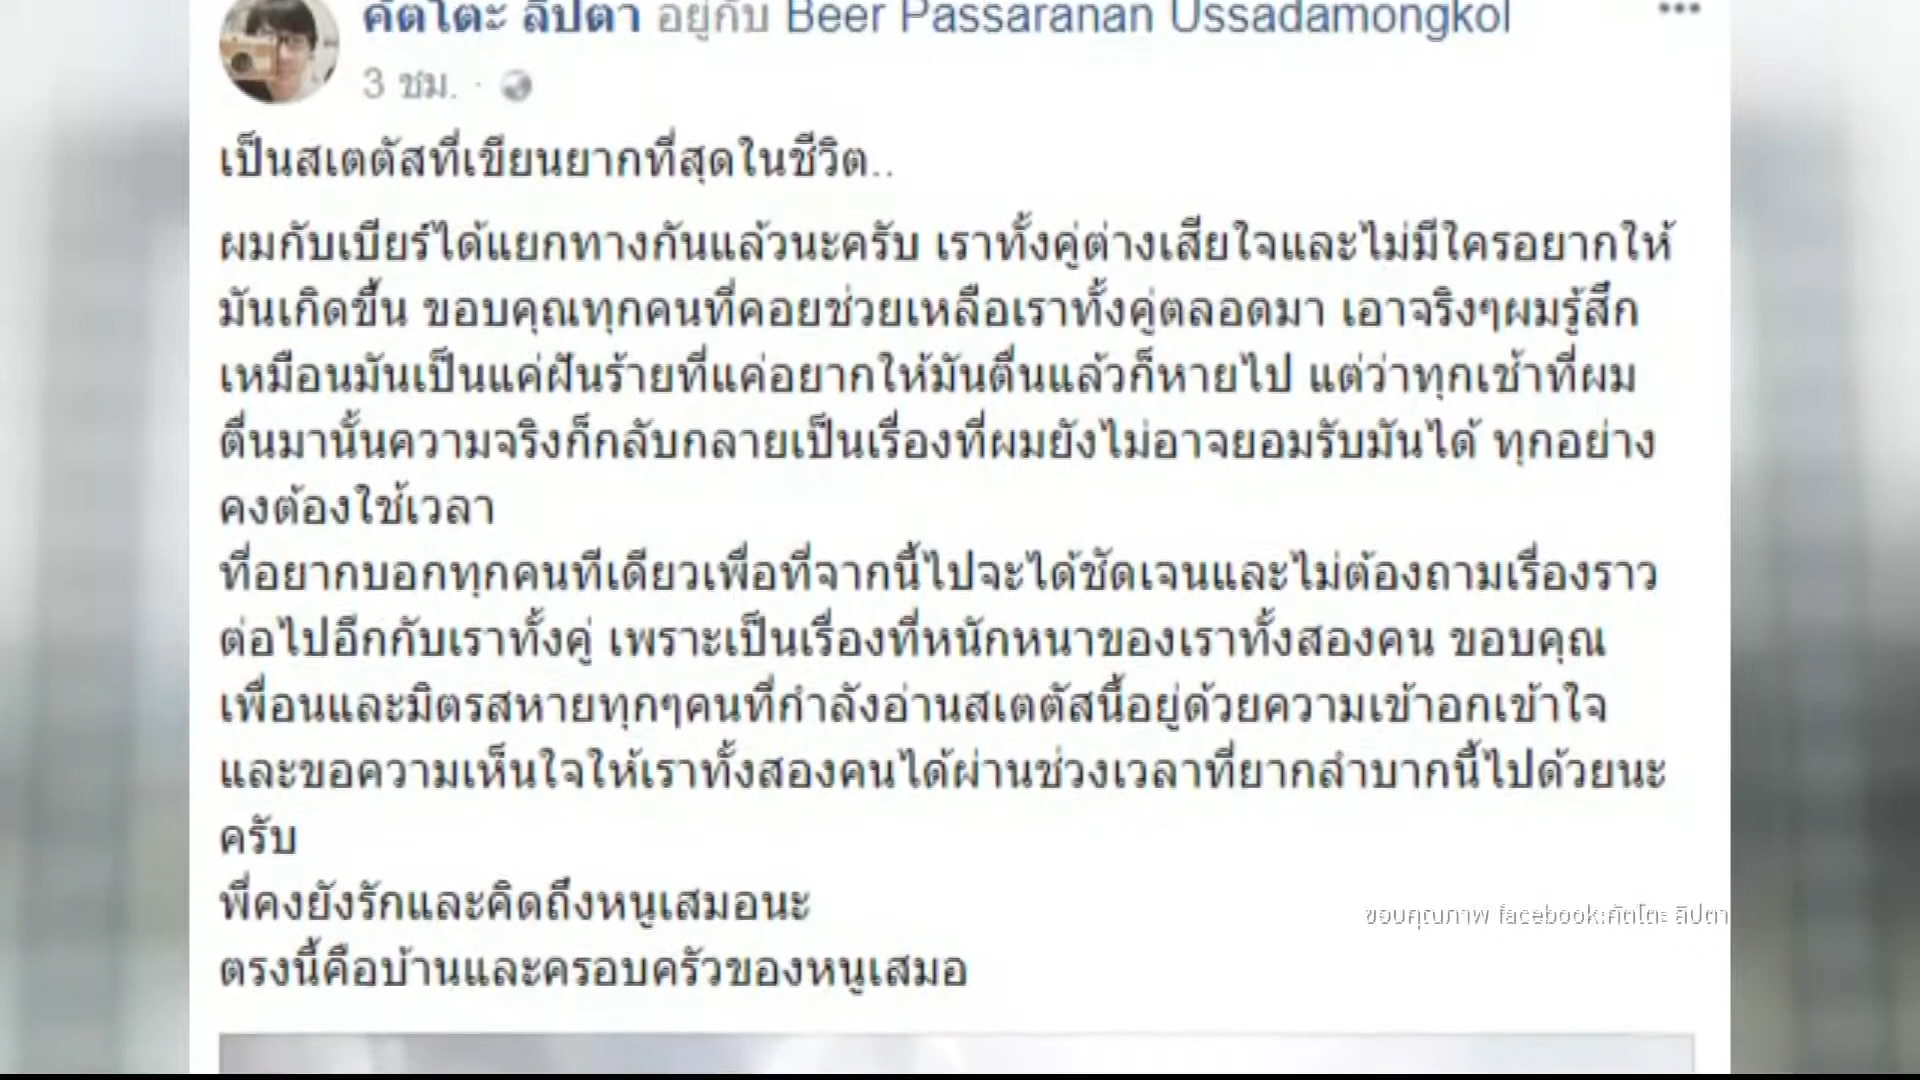 คัตโตะ ลิปตา อยู่กับ Beer Passaranan Ussadamongkol
3 ชม.
เป็นสเตตัสที่เขียนยากที่สุดในชีวิต..
ผมกับเบียร์ได้แยกทางกันแล้วนะครับ เราทั้งคู่ต่างเสียใจและไม่มีใครอยากให้
มันเกิดขึ้น ขอบคุณทุกคนที่คอยช่วยเหลือเราทั้งคู่ตลอดมา เอาจริงๆผมรู้สึก
เหมือนมันเป็นแค่ฝันร้ายที่แค่อยากให้มันตื่นแล้วก็หายไป แต่ว่าทุกเช้าที่ผม
ตื่นมานั้นความจริงก็กลับกลายเป็นเรื่องที่ผมยังไม่อาจยอมรับมันได้ ทุกอย่าง
คงต้องใช้เวลา
ที่อยากบอกทุกคนทีเดียวเพื่อที่จากนี้ไปจะได้ชัดเจนและไม่ต้องถามเรื่องราว
ต่อไปอีกกับเราทั้งคู่ เพราะเป็นเรื่องที่หนักหนาของเราทั้งสองคน ขอบคุณ
เพื่อนและมิตรสหายทุกๆคนที่กำลังอ่านสเตตัสนี้อยู่ด้วยความเข้าอกเข้าใจ
และขอความเห็นใจให้เราทั้งสองคนได้ผ่านช่วงเวลาที่ยากลำบากนี้ไปด้วยนะ
ครับ
พี่คงยังรักและคิดถึงหนูเสมอนะ
ตรงนี้คือบ้านและครอบครัวของหนูเสมอ
ขอบคุณภาพ facebook:คัตโตะ ลิปตา